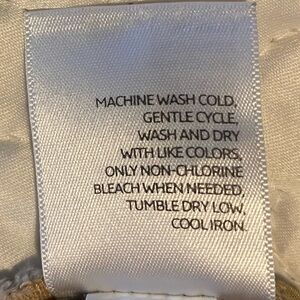 MACHINE WASH COLD,
GENTLE CYCLE,
WASH AND DRY
WITH LIKE COLORS,
ONLY NON-CHLORINE
BLEACH WHEN NEEDED,
TUMBLE DRY LOW,
COOL IRON.